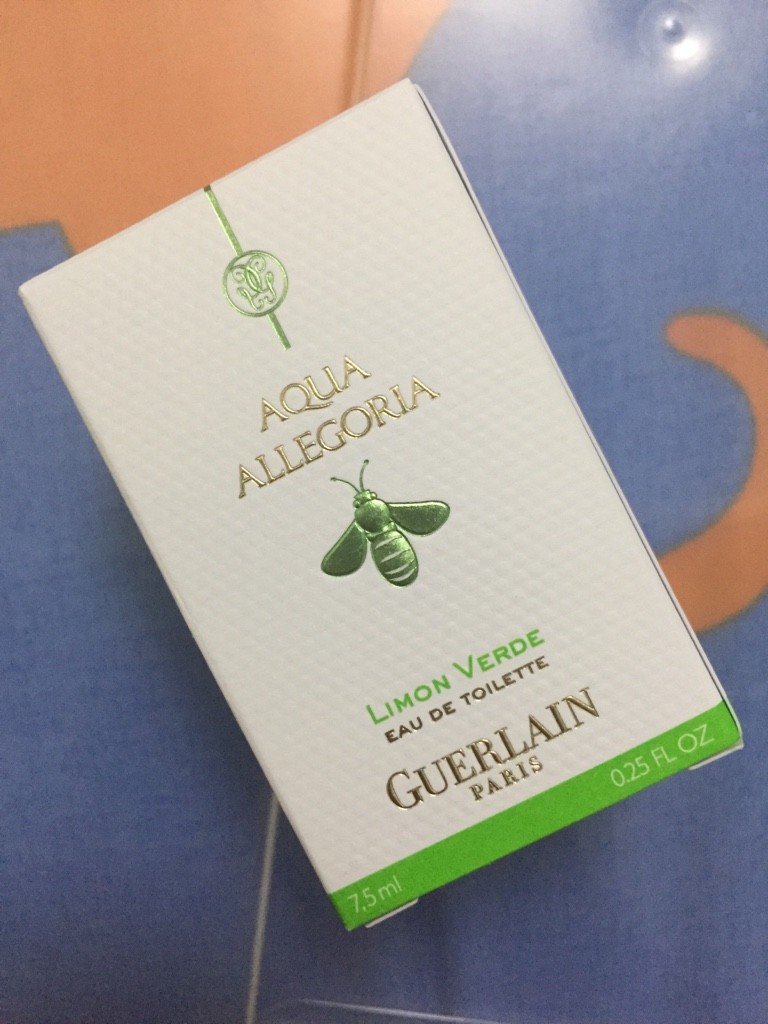 AQUA
ALLEGORIA
LIMON VERDE
EAU DE TOILETTE
GUERLAIN
PARIS
7,5 ml
0.25 FL OZ